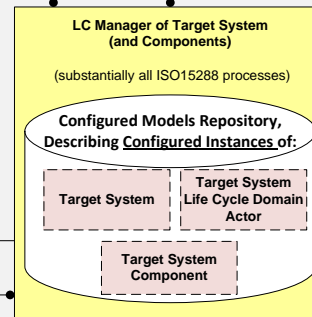 LC Manager of Target System
(and Components)
(substantially all ISO15288 processes)
Configured Models Repository,
Describing Configured Instances of:
Target System
Target System
Life Cycle Domain
Actor
Target System
Component